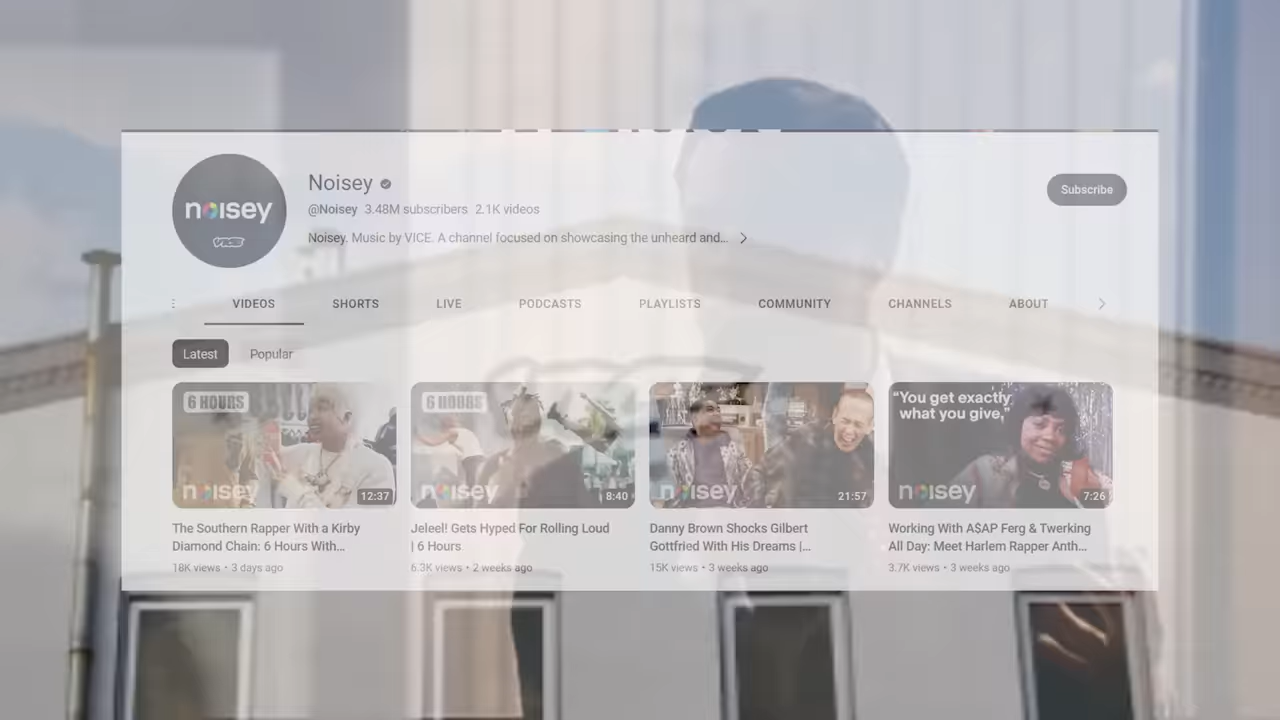 noisey
VICE
Noisey
@Noisey 3.48M subscribers 2.1K videos
Noisey. Music by VICE. A channel focused on showcasing the unheard and...
Subscribe
VIDEOS SHORTS LIVE PODCASTS PLAYLISTS COMMUNITY CHANNELS ABOUT
Latest Popular
6 HOURS
noisey
12:37
6 HOURS
noisey
8:40
noisey
21:57
“You get exactly
what you give,”
noisey
7:26
The Southern Rapper With a Kirby
Diamond Chain: 6 Hours With...
18K views • 3 days ago
Jeleel! Gets Hyped For Rolling Loud
| 6 Hours
6.3K views • 2 weeks ago
Danny Brown Shocks Gilbert
Gottfried With His Dreams |...
15K views • 3 weeks ago
Working With A$AP Ferg & Twerking
All Day: Meet Harlem Rapper Anth...
3.7K views • 3 weeks ago
VICE